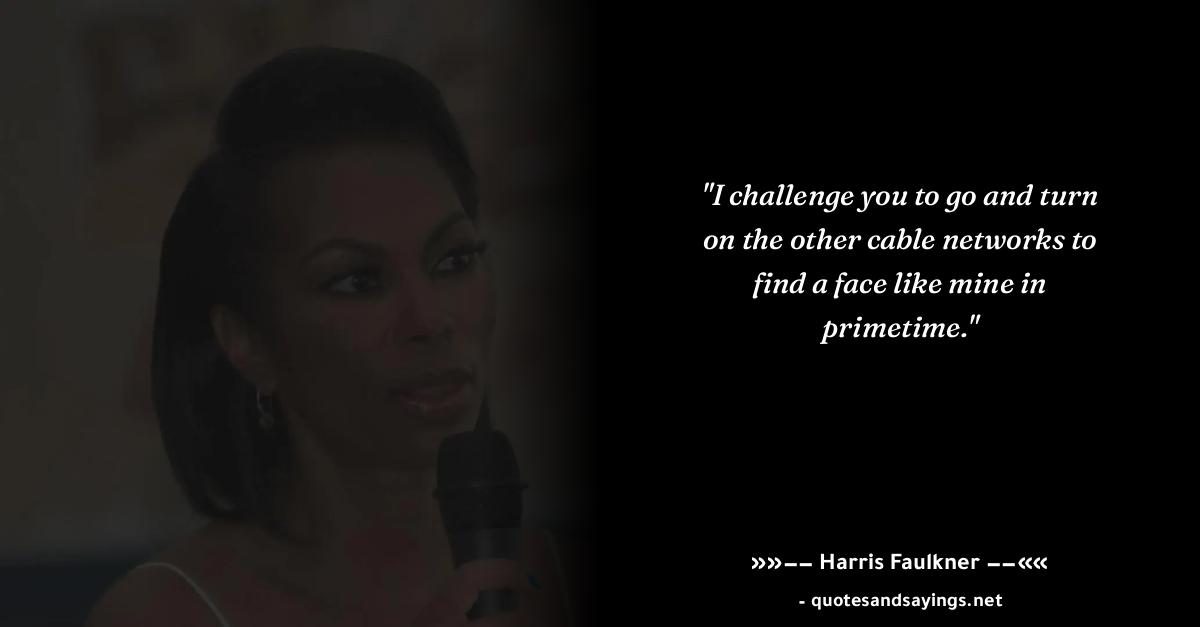 "I challenge you to go and turn
on the other cable networks to
find a face like mine in
primetime."
»»-- Harris Faulkner --««
- quotesandsayings.net